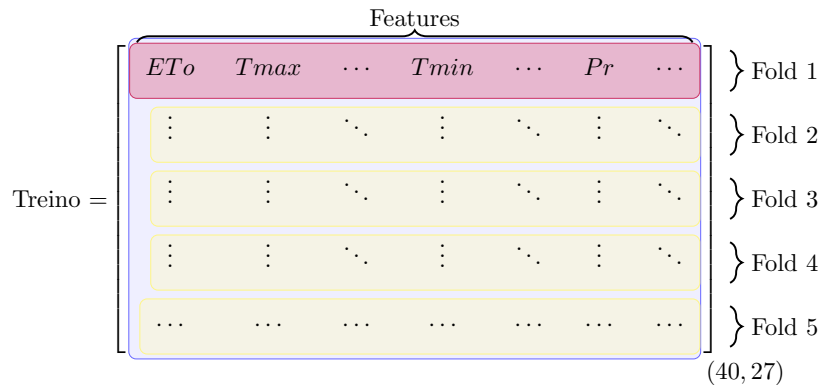 Features
ETo Tmax ⋯ Tmin ⋯ Pr ⋯ Fold 1
⋮ ⋮ ⋱ ⋮ ⋱ ⋮ ⋱ Fold 2
Treino = ⋮ ⋮ ⋱ ⋮ ⋱ ⋮ ⋱ Fold 3
⋮ ⋮ ⋱ ⋮ ⋱ ⋮ ⋱ Fold 4
⋯ ⋯ ⋯ ⋯ ⋯ ⋯ ⋯ Fold 5
(40, 27)